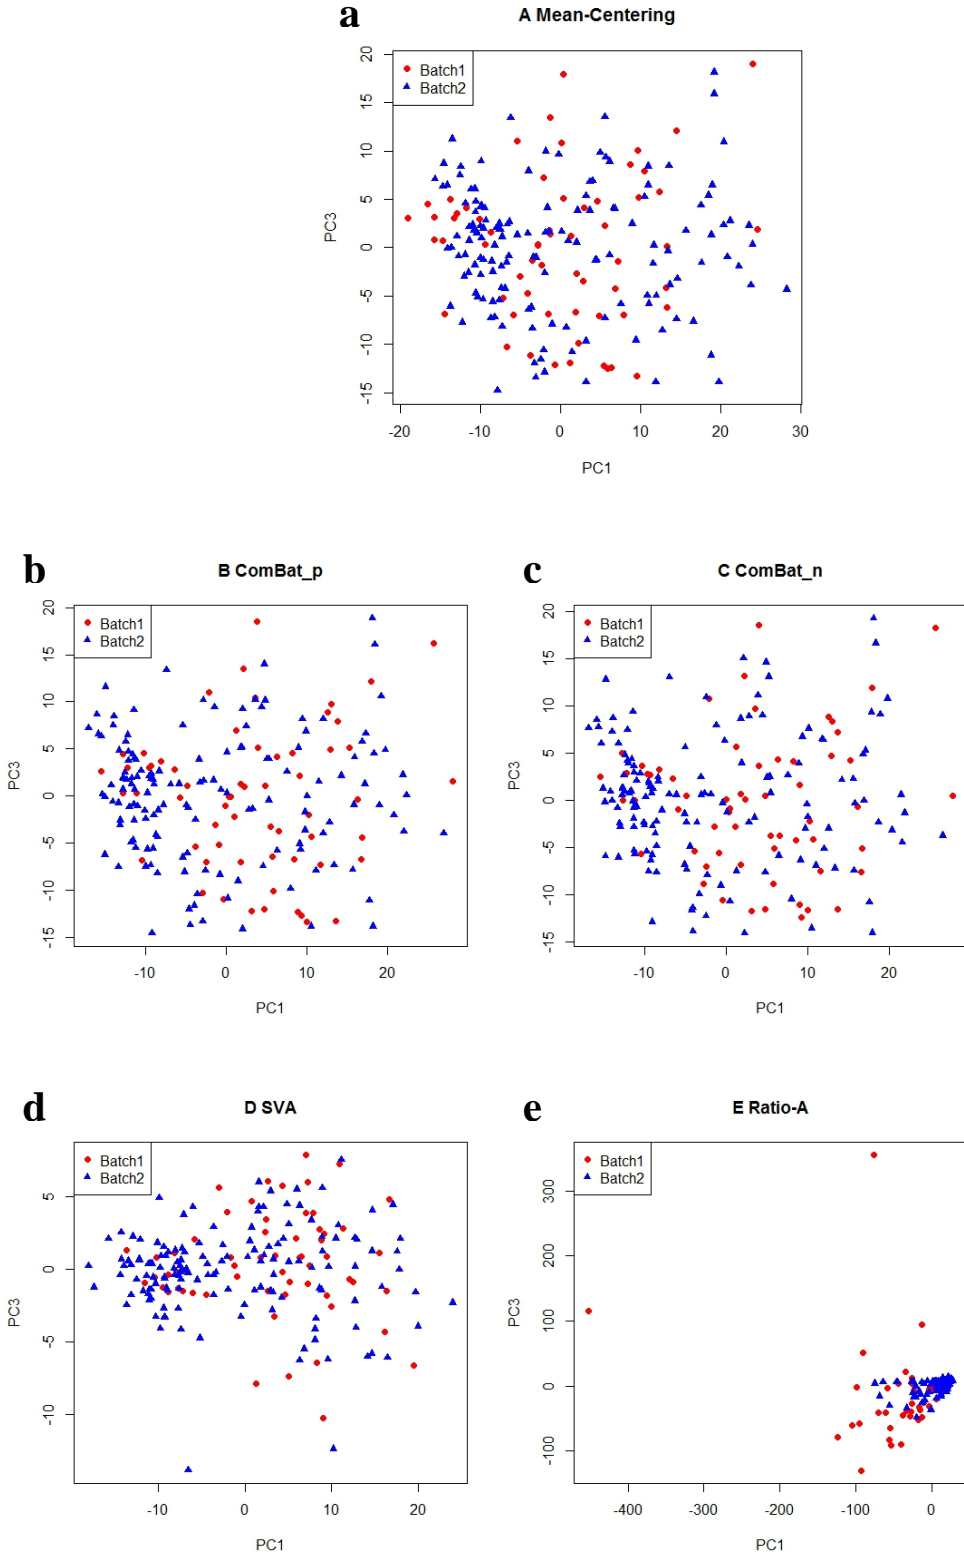 a
A Mean-Centering
Batch1
Batch2
20
15
10
5
0
-5
-10
-15
PC3
-20 -10 0 10 20 30
PC1
b
B ComBat_p
Batch1
Batch2
20
15
10
5
0
-5
-10
-15
PC3
-10 0 10 20
PC1
c
C ComBat_n
Batch1
Batch2
20
15
10
5
0
-5
-10
-15
PC3
-10 0 10 20
PC1
d
D SVA
Batch1
Batch2
5
0
-5
-10
PC3
-10 0 10 20
PC1
e
E Ratio-A
Batch1
Batch2
300
200
100
0
-100
PC3
-400 -300 -200 -100 0
PC1